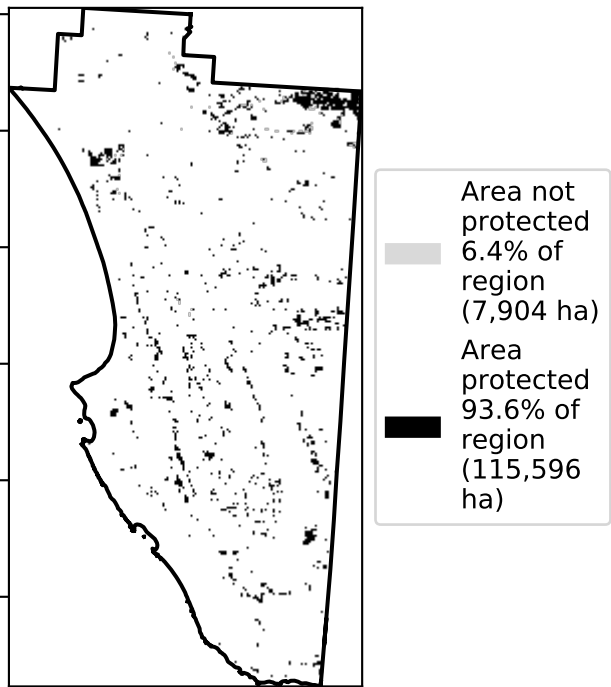 Area not
protected
6.4% of
region
(7,904 ha)
Area
protected
93.6% of
region
(115,596
ha)